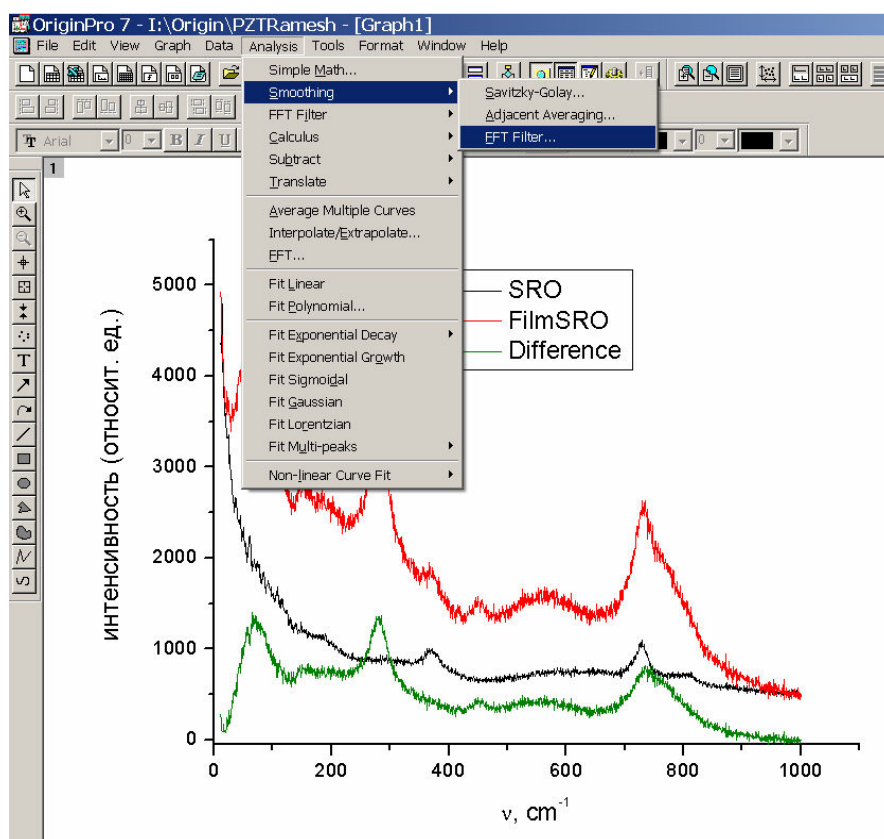 OriginPro 7 - I:\Origin\PZTRamesh - [Graph1]
File Edit View Graph Data Analysis Tools Format Window Help
Simple Math...
Smoothing
FFT Filter
Calculus
Subtract
Translate
Average Multiple Curves
Interpolate/Extrapolate...
FFT...
Fit Linear
Fit Polynomial...
Fit Exponential Decay
Fit Exponential Growth
Fit Sigmoidal
Fit Gaussian
Fit Lorentzian
Fit Multi-peaks
Non-linear Curve Fit
Savitzky-Golay...
Adjacent Averaging...
FFT Filter...
Arial 0 B I U
0
1
SRO
FilmSRO
Difference
интенсивность (относит. ед.)
5000
4000
3000
2000
1000
0
0 200 400 600 800 1000
ν, cm⁻¹